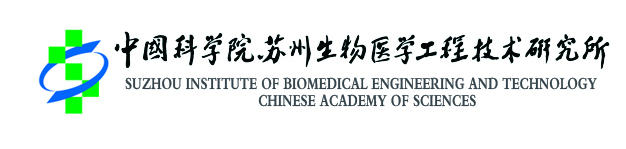 中國科学院、苏州生物医学工程技术研究所
SUZHOU INSTITUTE OF BIOMEDICAL ENGINEERING AND TECHNOLOGY
CHINESE ACADEMY OF SCIENCES